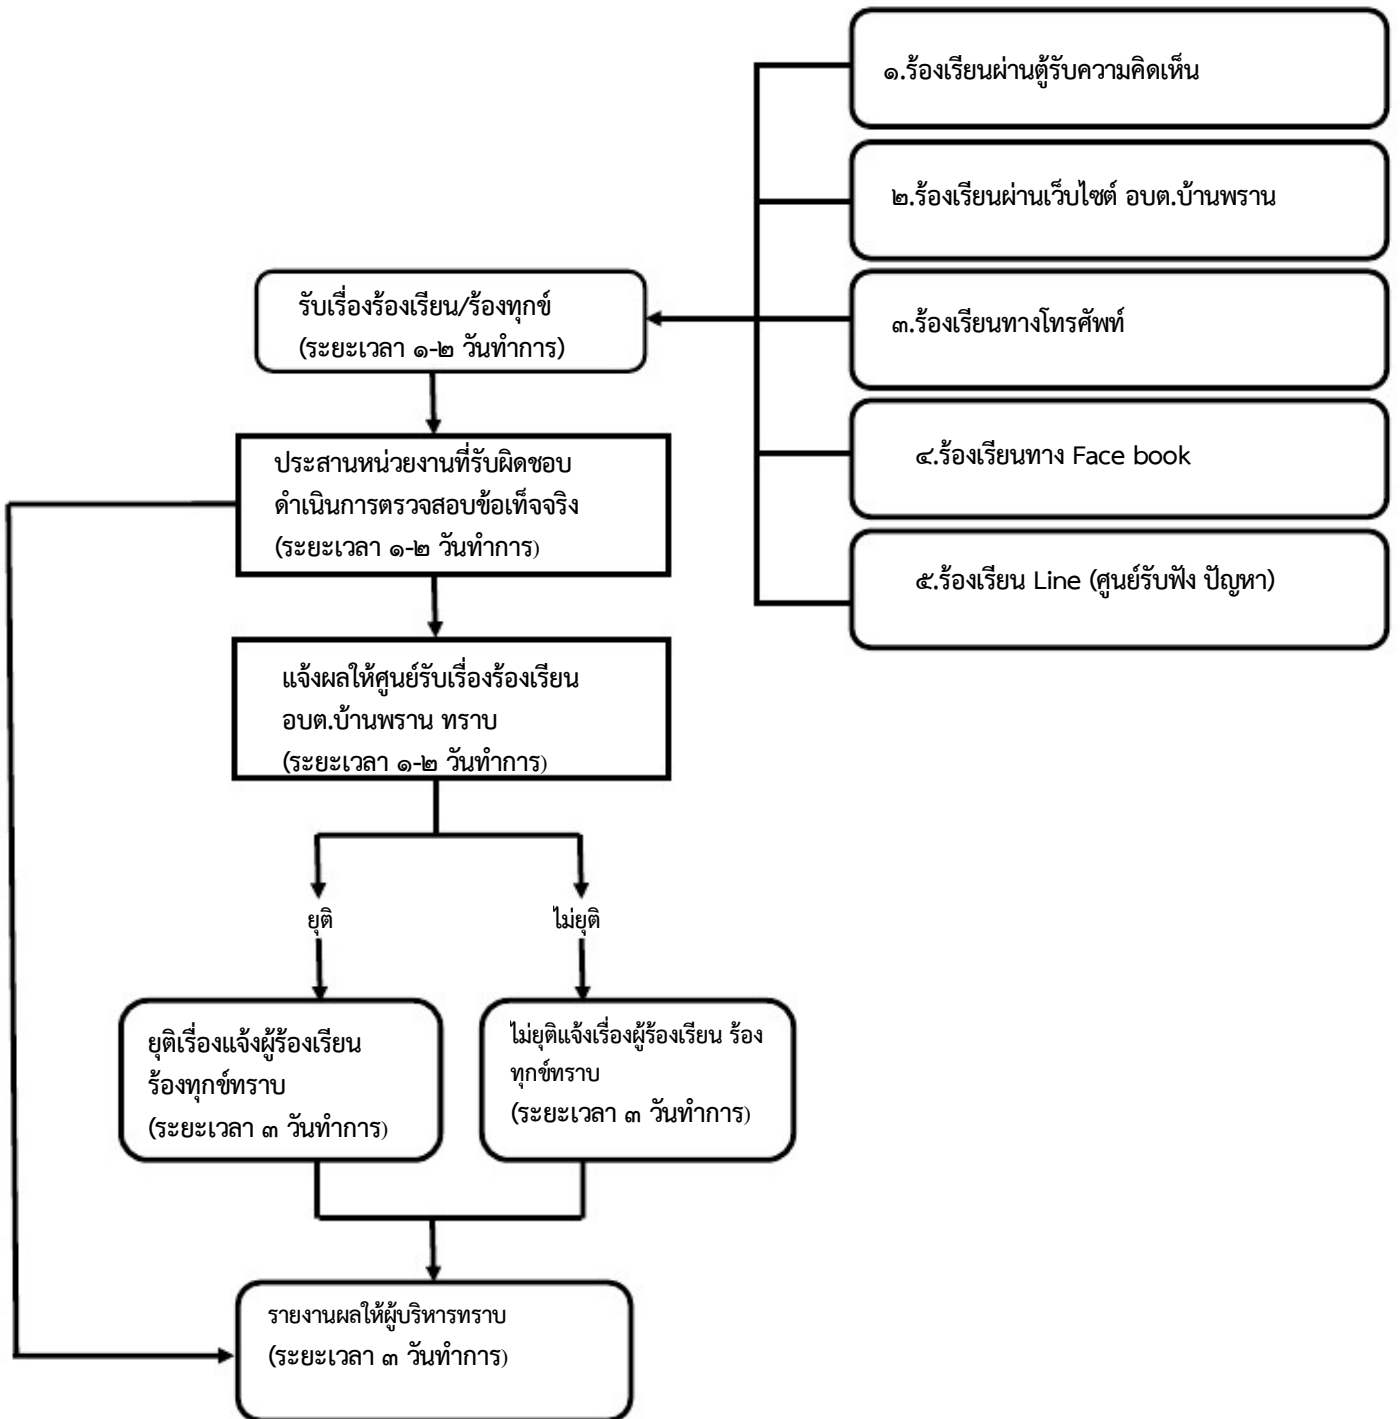 ๑.ร้องเรียนผ่านตู้รับความคิดเห็น
๒.ร้องเรียนผ่านเว็บไซต์ อบต.บ้านพราน
๓.ร้องเรียนทางโทรศัพท์
๔.ร้องเรียนทาง Face book
๕.ร้องเรียน Line (ศูนย์รับฟัง ปัญหา)
รับเรื่องร้องเรียน/ร้องทุกข์
(ระยะเวลา ๑-๒ วันทำการ)
ประสานหน่วยงานที่รับผิดชอบ
ดำเนินการตรวจสอบข้อเท็จจริง
(ระยะเวลา ๑-๒ วันทำการ)
แจ้งผลให้ศูนย์รับเรื่องร้องเรียน
อบต.บ้านพราน ทราบ
(ระยะเวลา ๑-๒ วันทำการ)
ยุติ
ไม่ยุติ
ยุติเรื่องแจ้งผู้ร้องเรียน
ร้องทุกข์ทราบ
(ระยะเวลา ๓ วันทำการ)
ไม่ยุติแจ้งเรื่องผู้ร้องเรียน ร้อง
ทุกข์ทราบ
(ระยะเวลา ๓ วันทำการ)
รายงานผลให้ผู้บริหารทราบ
(ระยะเวลา ๓ วันทำการ)